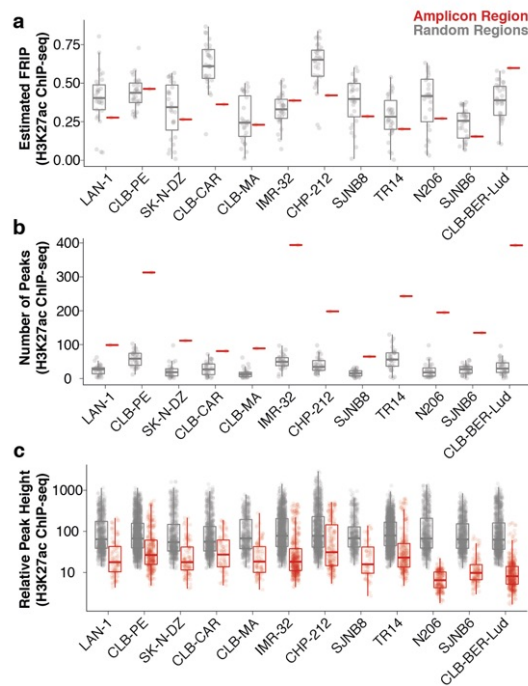 a
Amplicon Region
Random Regions
Estimated FRIP
(H3K27ac ChIP-seq)
0.75
0.50
0.25
0.00
LAN-1
CLB-PE
SK-N-DZ
CLB-CAR
CLB-MA
IMR-32
CHP-212
SJNB8
TR14
N206
SJNB6
CLB-BER-Lud
b
Number of Peaks
(H3K27ac ChIP-seq)
400
300
200
100
0
LAN-1
CLB-PE
SK-N-DZ
CLB-CAR
CLB-MA
IMR-32
CHP-212
SJNB8
TR14
N206
SJNB6
CLB-BER-Lud
c
Relative Peak Height
(H3K27ac ChIP-seq)
1000
100
10
LAN-1
CLB-PE
SK-N-DZ
CLB-CAR
CLB-MA
IMR-32
CHP-212
SJNB8
TR14
N206
SJNB6
CLB-BER-Lud